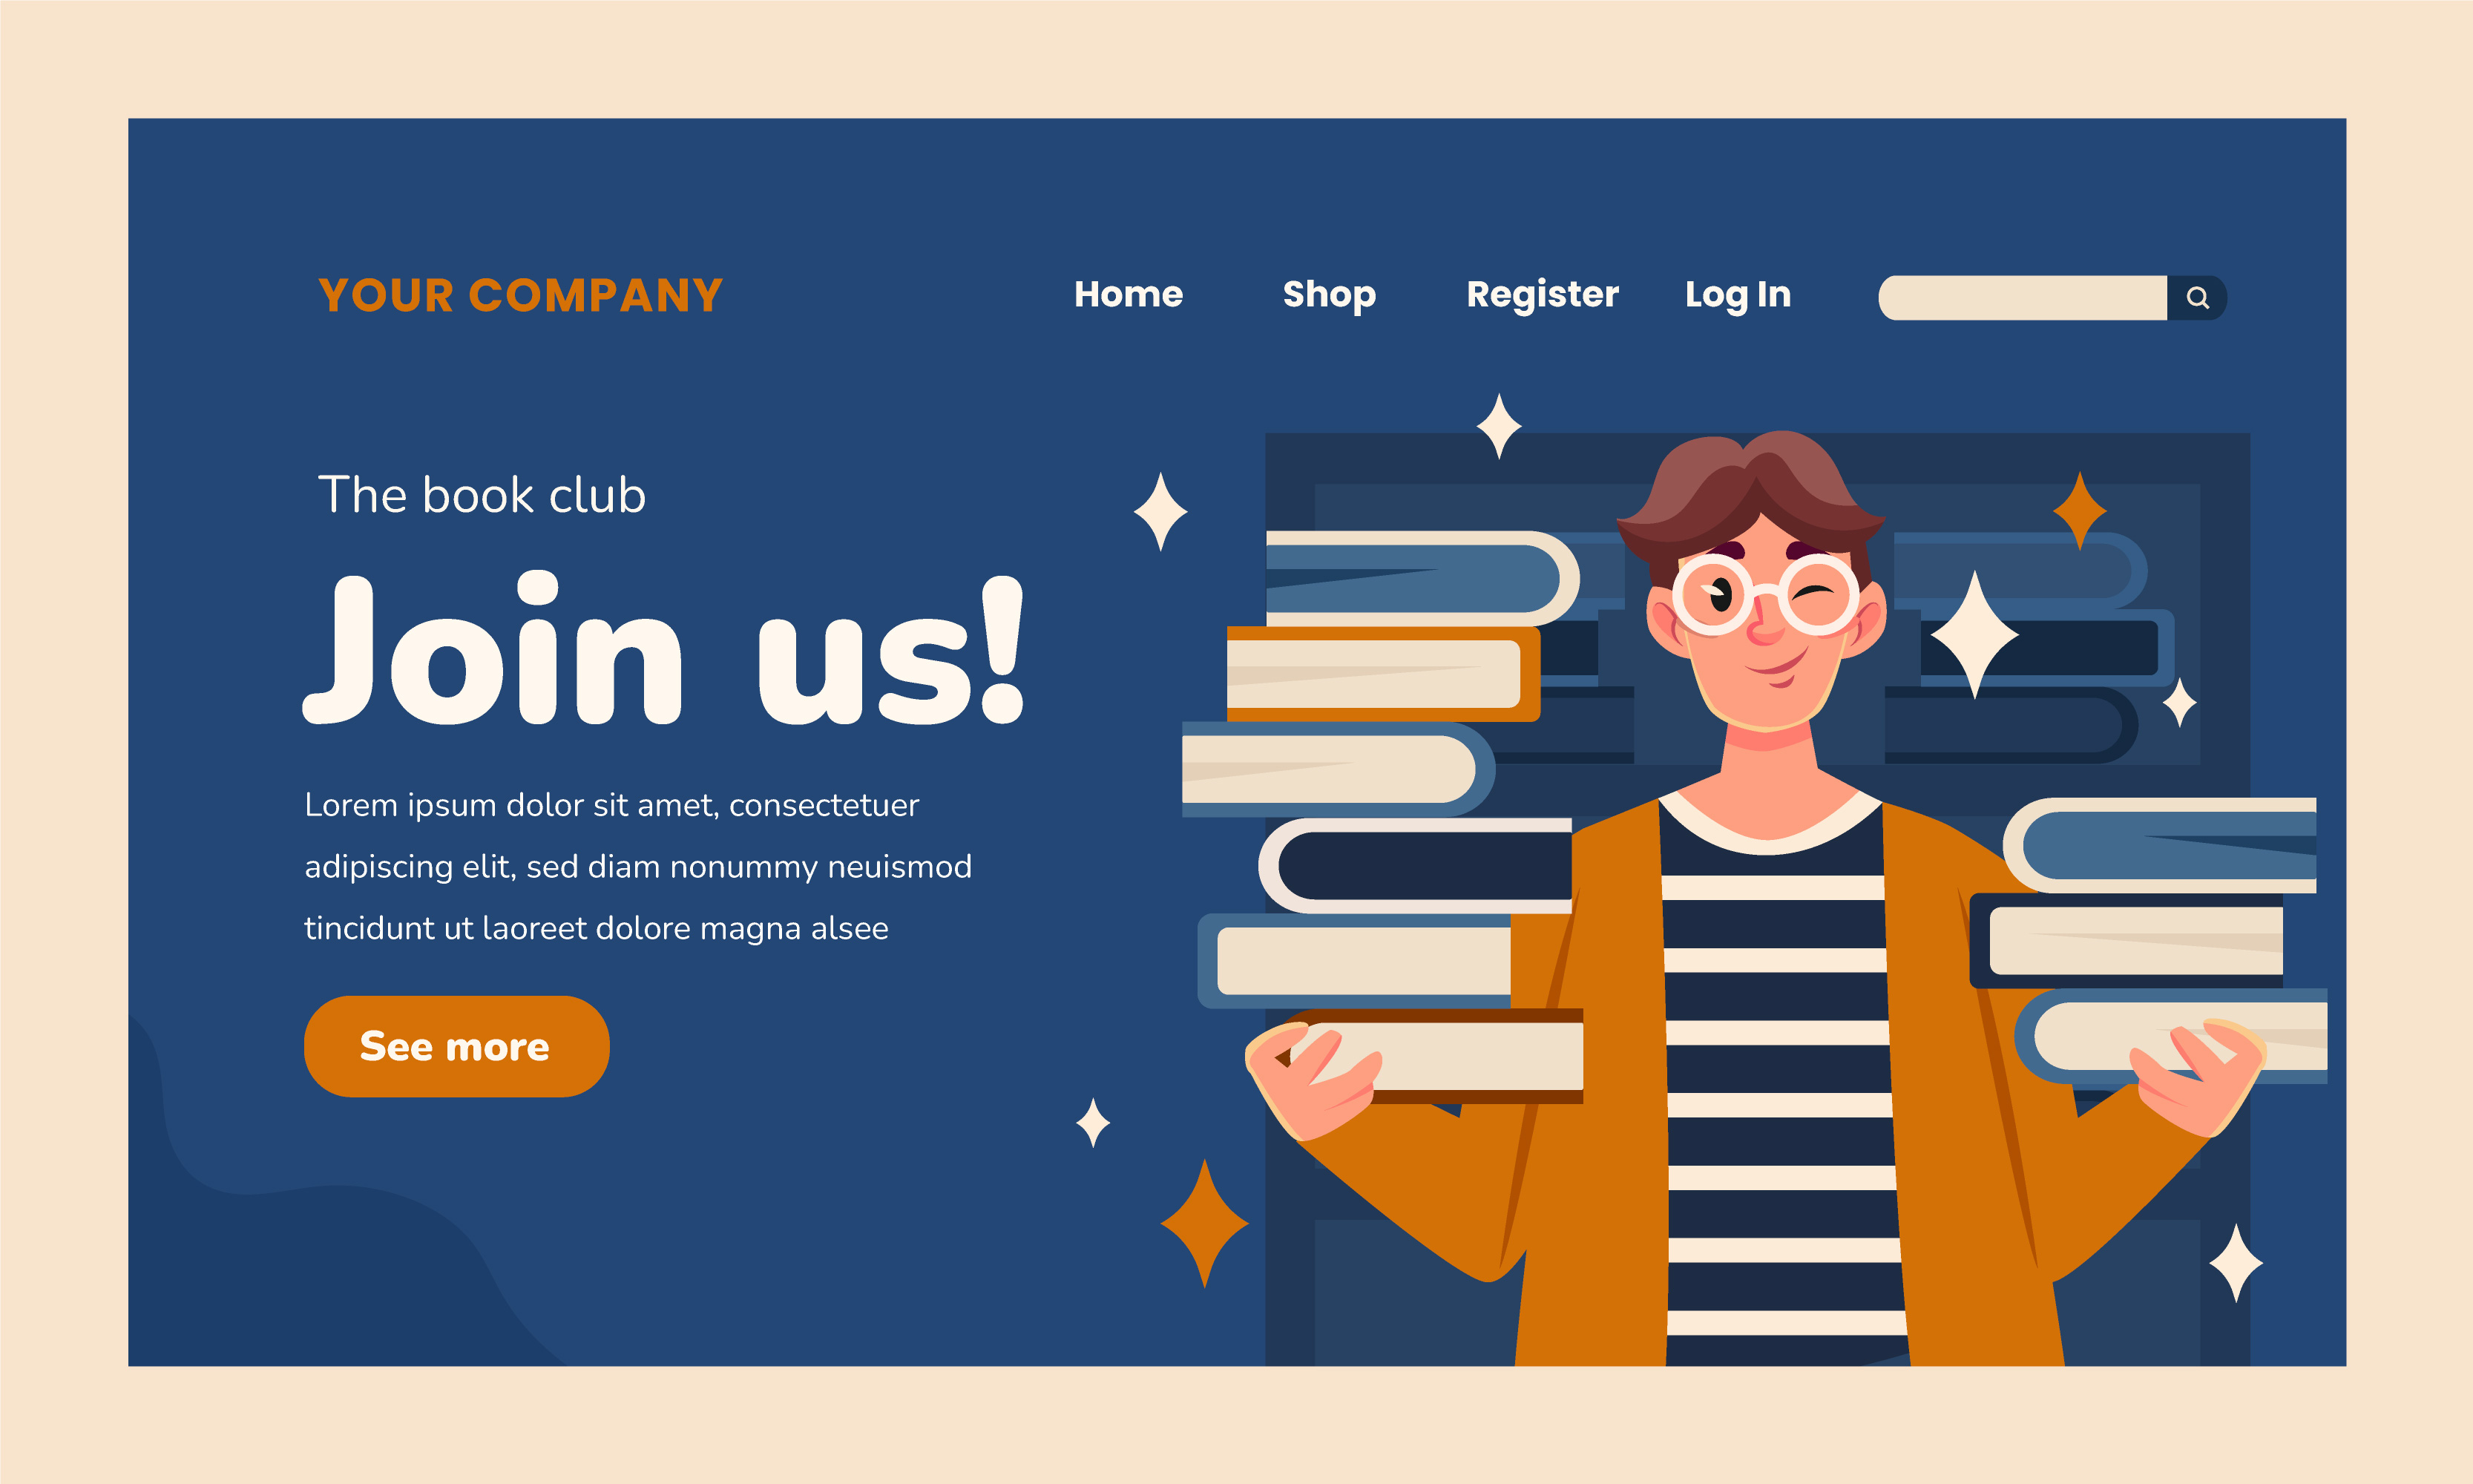 YOUR COMPANY
Home
Shop
Register
Log In
The book club
Join us!
Lorem ipsum dolor sit amet, consectetuer
adipiscing elit, sed diam nonummy neuismod
tincidunt ut laoreet dolore magna alsee
See more